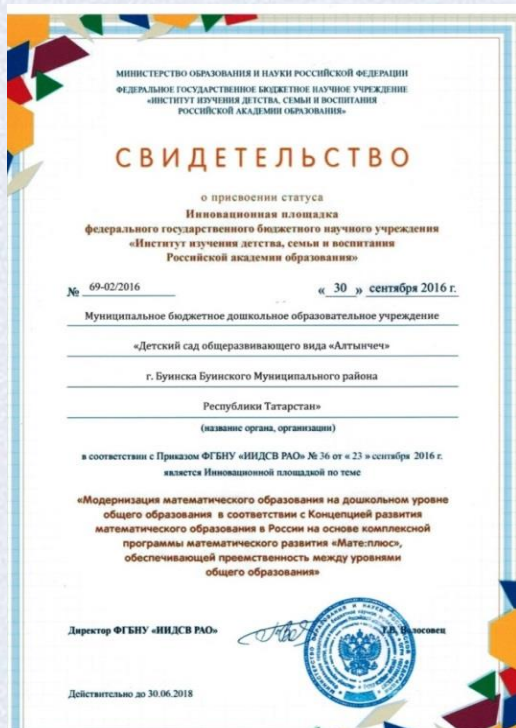 МИНИСТЕРСТВО ОБРАЗОВАНИЯ И НАУКИ РОССИЙСКОЙ ФЕДЕРАЦИИ
ФЕДЕРАЛЬНОЕ ГОСУДАРСТВЕННОЕ БЮДЖЕТНОЕ НАУЧНОЕ УЧРЕЖДЕНИЕ
«ИНСТИТУТ ИЗУЧЕНИЯ ДЕТСТВА, СЕМЬИ И ВОСПИТАНИЯ
РОССИЙСКОЙ АКАДЕМИИ ОБРАЗОВАНИЯ»
СВИДЕТЕЛЬСТВО
о присвоении статуса
Инновационная площадка
федерального государственного бюджетного научного учреждения
«Институт изучения детства, семьи и воспитания
Российской академии образования»
№ 69-02/2016 « 30 » сентября 2016 г.
Муниципальное бюджетное дошкольное образовательное учреждение
«Детский сад общеразвивающего вида «Алтынчеч»
г. Буинска Буинского Муниципального района
Республики Татарстан»
(название органа, организации)
в соответствии с Приказом ФГБНУ «ИИДСВ РАО» № 36 от « 23 » сентября 2016 г.
является Инновационной площадкой по теме
«Модернизация математического образования на дошкольном уровне
общего образования в соответствии с Концепцией развития
математического образования в России на основе комплексной
программы математического развития «Мате:плюс»,
обеспечивающей преемственность между уровнями
общего образования»
Директор ФГБНУ «ИИДСВ РАО» Т.В. Волосовец
Действительно до 30.06.2018